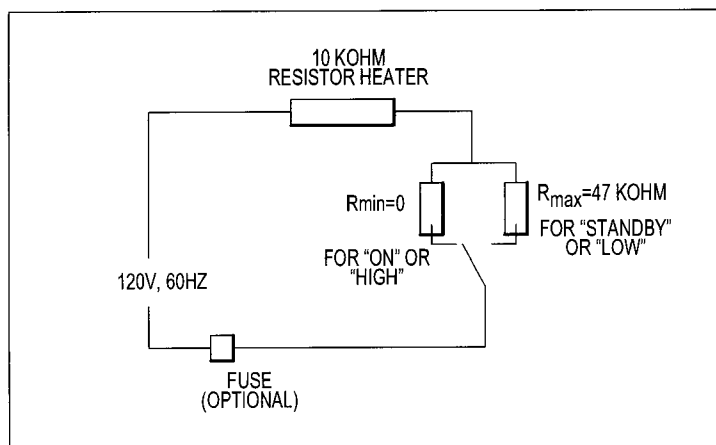 10 KOHM
RESISTOR HEATER
Rmin=0
Rmax=47 KOHM
FOR "STANDBY"
OR "LOW"
FOR "ON" OR
"HIGH"
120V, 60HZ
FUSE
(OPTIONAL)